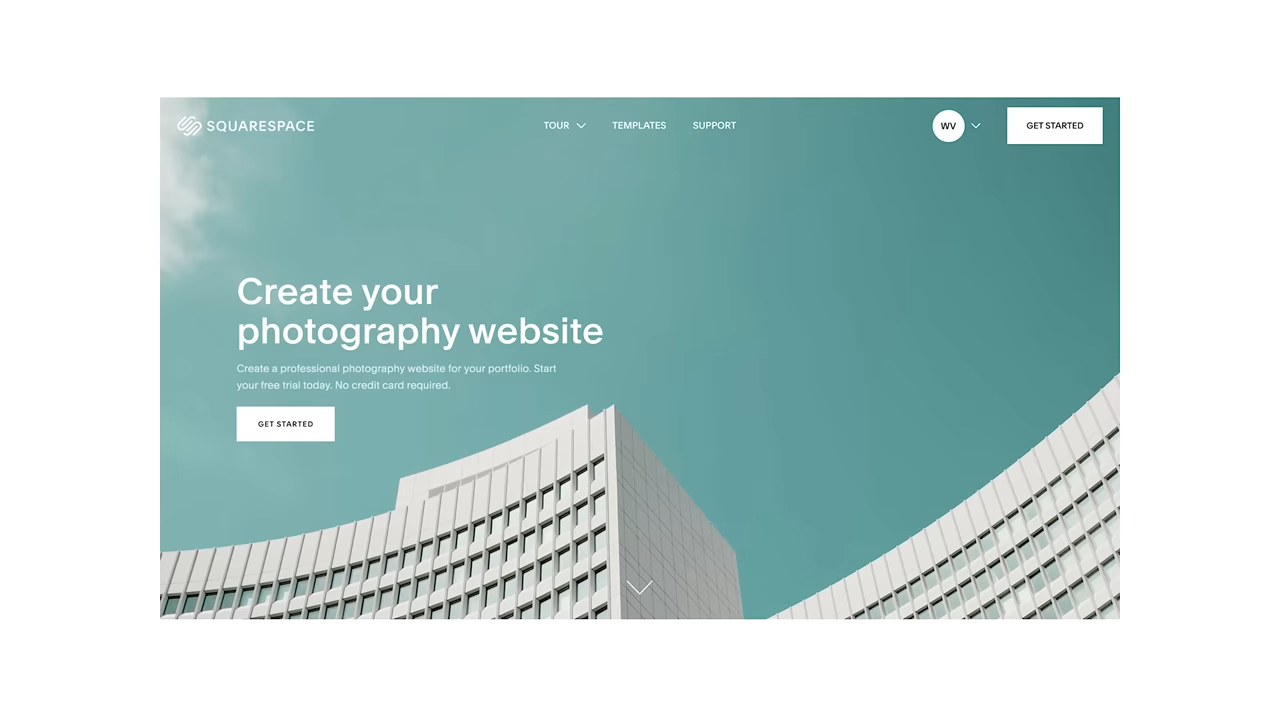 SQUARESPACE
TOUR
TEMPLATES
SUPPORT
WV
GET STARTED
Create your
photography website
Create a professional photography website for your portfolio. Start
your free trial today. No credit card required.
GET STARTED